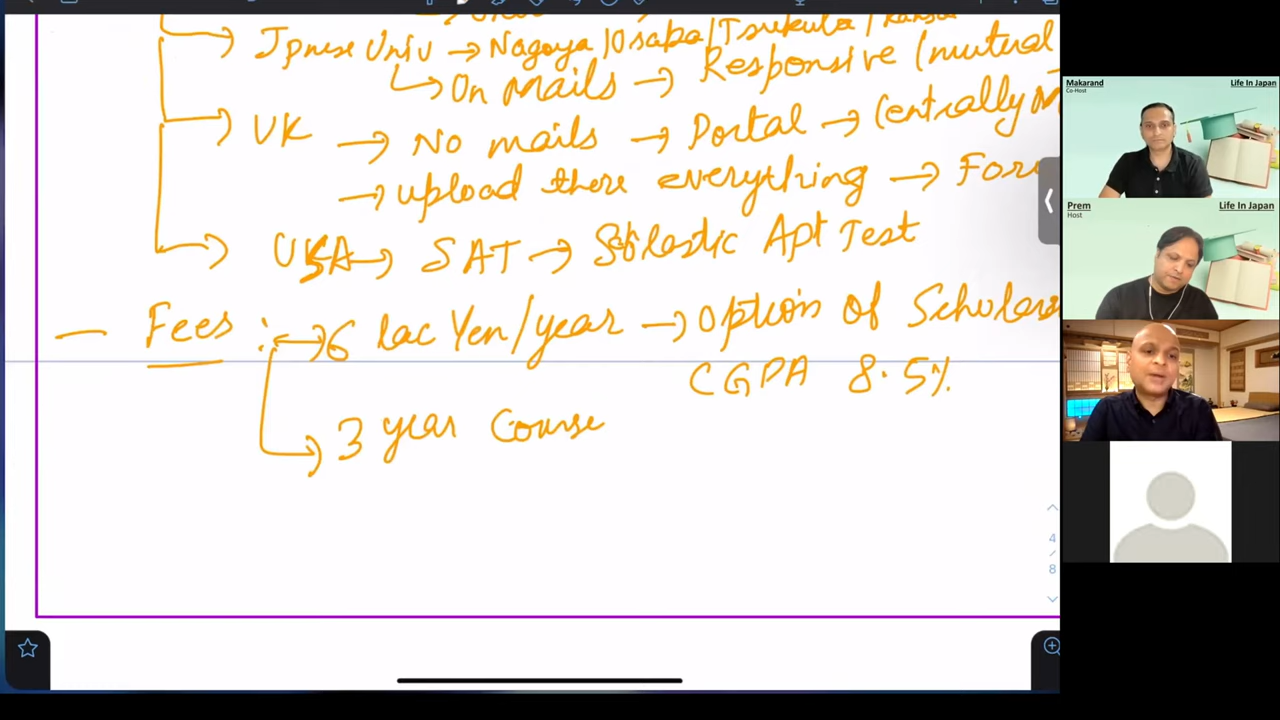 Jpnese Univ → Nagoya/Osaka/Tsukuba/
→ On mails → Responsive (mutual
→ UK → No mails → Portal → Centrally M
→ upload there everything → For
→ USA → SAT → Apt Test
— Fees : → 6 lac Yen/year → Option of Scholars
CGPA 8.5%
→ 3 year Course
4
/
8
Makarand
Co-Host
Life In Japan
Prem
Host
Life In Japan